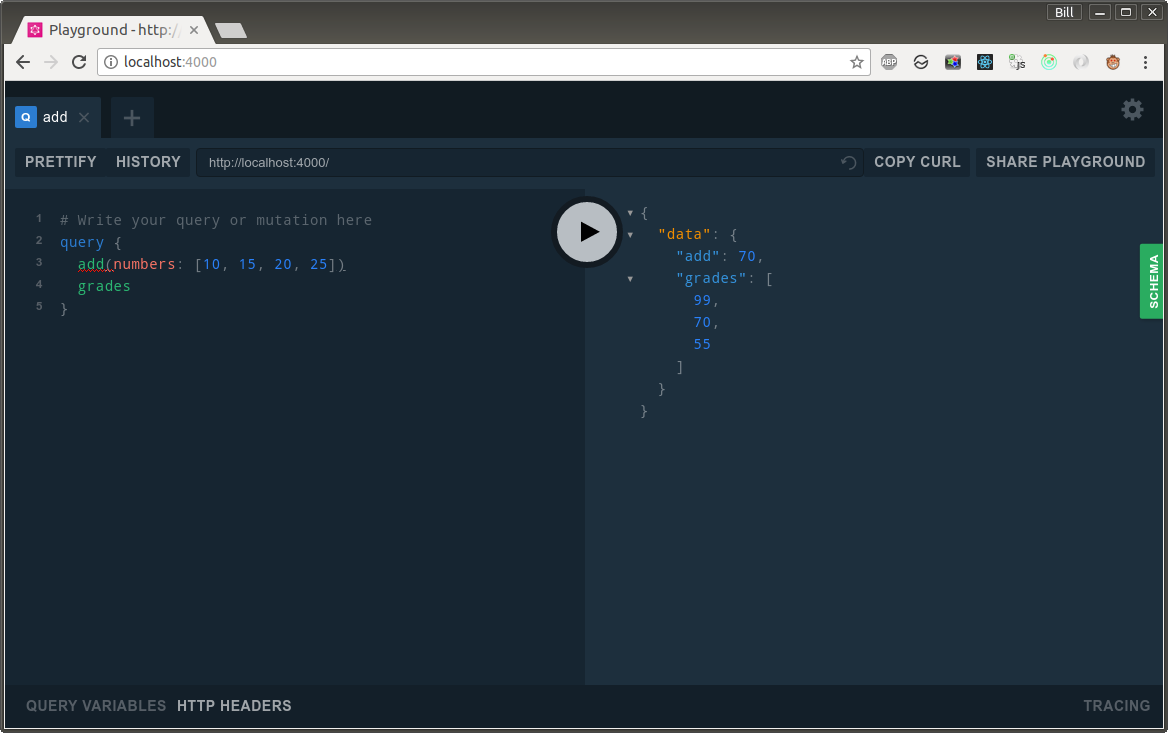 Bill
Playground - http:/
localhost:4000
ABP
JS
Q add
PRETTIFY HISTORY http://localhost:4000/ COPY CURL SHARE PLAYGROUND
1 # Write your query or mutation here
2 query {
3 add(numbers: [10, 15, 20, 25])
4 grades
5 }
{
"data": {
"add": 70,
"grades": [
99,
70,
55
]
}
}
SCHEMA
QUERY VARIABLES HTTP HEADERS
TRACING